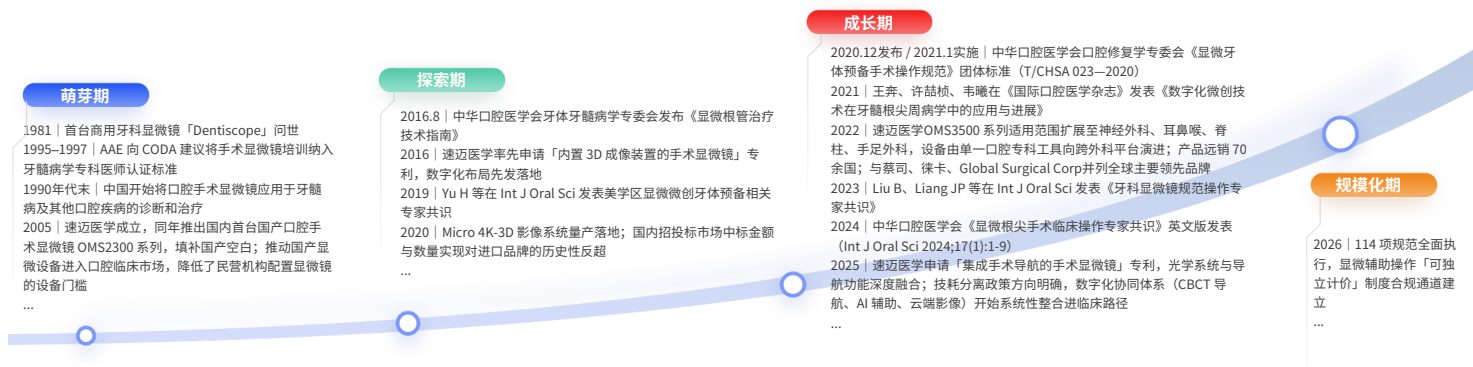 萌芽期
1981｜首台商用牙科显微镜「Dentiscope」问世
1995–1997｜AAE 向 CODA 建议将手术显微镜培训纳入
牙髓病学专科医师认证标准
1990年代末｜中国开始将口腔手术显微镜应用于牙髓
病及其他口腔疾病的诊断和治疗
2005｜速迈医学成立，同年推出国内首台国产口腔手
术显微镜 OMS2300 系列，填补国产空白；推动国产显
微设备进入口腔临床市场，降低了民营机构配置显微镜
的设备门槛
...
探索期
2016.8｜中华口腔医学会牙体牙髓病学专委会发布《显微根管治疗
技术指南》
2016｜速迈医学率先申请「内置 3D 成像装置的手术显微镜」专
利，数字化布局先发落地
2019｜Yu H 等在 Int J Oral Sci 发表美学区显微微创牙体预备相关
专家共识
2020｜Micro 4K-3D 影像系统量产落地；国内招投标市场中标金额
与数量实现对进口品牌的历史性反超
...
成长期
2020.12发布 / 2021.1实施｜中华口腔医学会口腔修复学专委会《显微牙
体预备手术操作规范》团体标准（T/CHSA 023—2020）
2021｜王奔、许喆桢、韦曦在《国际口腔医学杂志》发表《数字化微创技
术在牙髓根尖周病学中的应用与进展》
2022｜速迈医学OMS3500 系列适用范围扩展至神经外科、耳鼻喉、脊
柱、手足外科，设备由单一口腔专科工具向跨外科平台演进；产品远销 70
余国；与蔡司、徕卡、Global Surgical Corp并列全球主要领先品牌
2023｜Liu B、Liang JP 等在 Int J Oral Sci 发表《牙科显微镜规范操作专
家共识》
2024｜中华口腔医学会《显微根尖手术临床操作专家共识》英文版发表
（Int J Oral Sci 2024;17(1):1-9）
2025｜速迈医学申请「集成手术导航的手术显微镜」专利，光学系统与导
航功能深度融合；技耗分离政策方向明确，数字化协同体系（CBCT 导
航、AI 辅助、云端影像）开始系统性整合进临床路径
...
规模化期
2026｜114 项规范全面执
行，显微辅助操作「可独
立计价」制度合规通道建
立
...